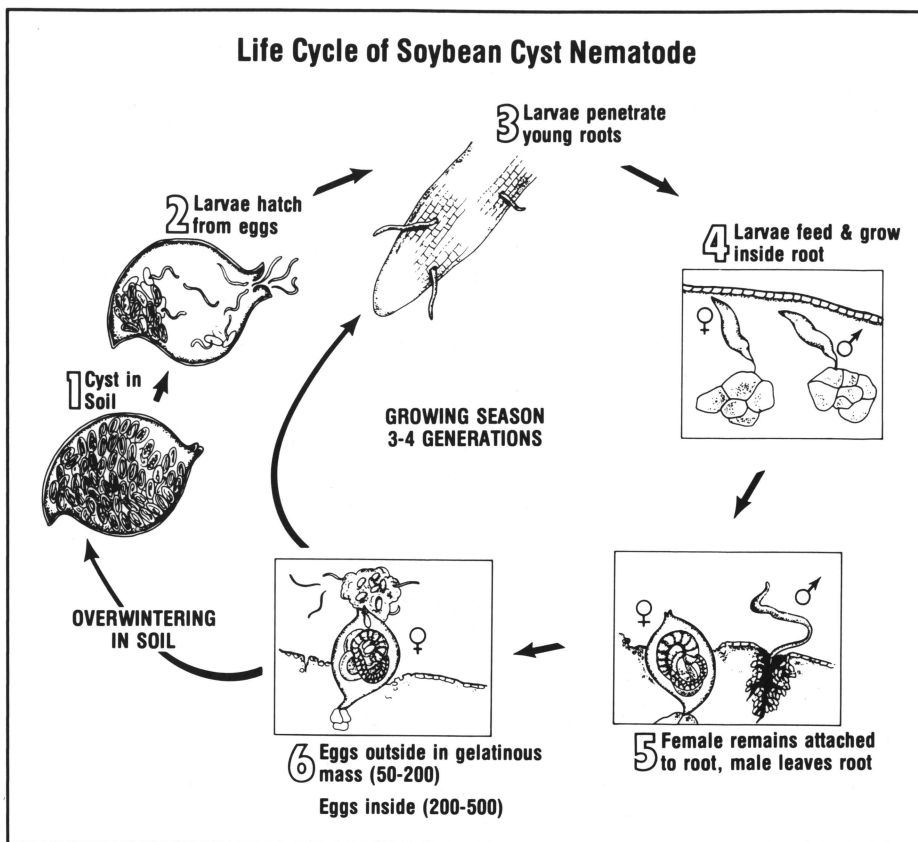 Life Cycle of Soybean Cyst Nematode
3 Larvae penetrate
young roots
2 Larvae hatch
from eggs
4 Larvae feed & grow
inside root
♀
♂
1 Cyst in
Soil
GROWING SEASON
3-4 GENERATIONS
OVERWINTERING
IN SOIL
♀
♀
♂
6 Eggs outside in gelatinous
mass (50-200)
Eggs inside (200-500)
5 Female remains attached
to root, male leaves root